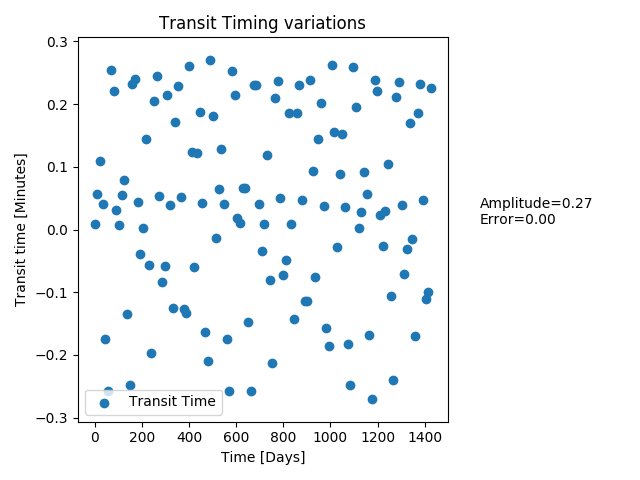 Transit Timing variations
Transit time [Minutes]
0.3
0.2
0.1
0.0
−0.1
−0.2
−0.3
Transit Time
0 200 400 600 800 1000 1200 1400
Time [Days]
Amplitude=0.27
Error=0.00